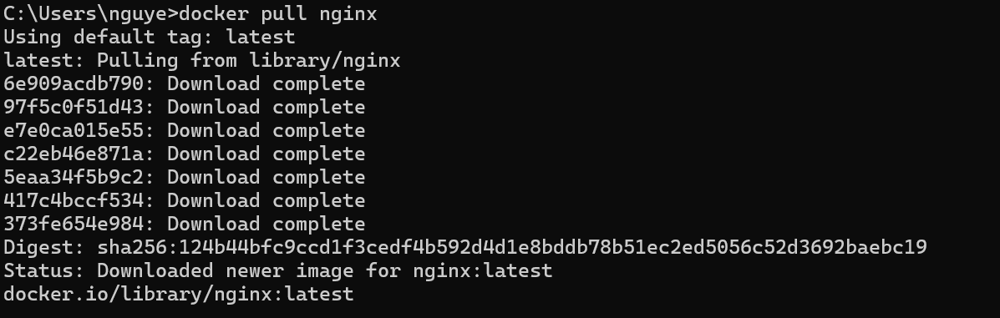 C:\Users\nguye>docker pull nginx
Using default tag: latest
latest: Pulling from library/nginx
6e909acdb790: Download complete
97f5c0f51d43: Download complete
e7e0ca015e55: Download complete
c22eb46e871a: Download complete
5eaa34f5b9c2: Download complete
417c4bccf534: Download complete
373fe654e984: Download complete
Digest: sha256:124b44bfc9ccd1f3cedf4b592d4d1e8bddb78b51ec2ed5056c52d3692baebc19
Status: Downloaded newer image for nginx:latest
docker.io/library/nginx:latest